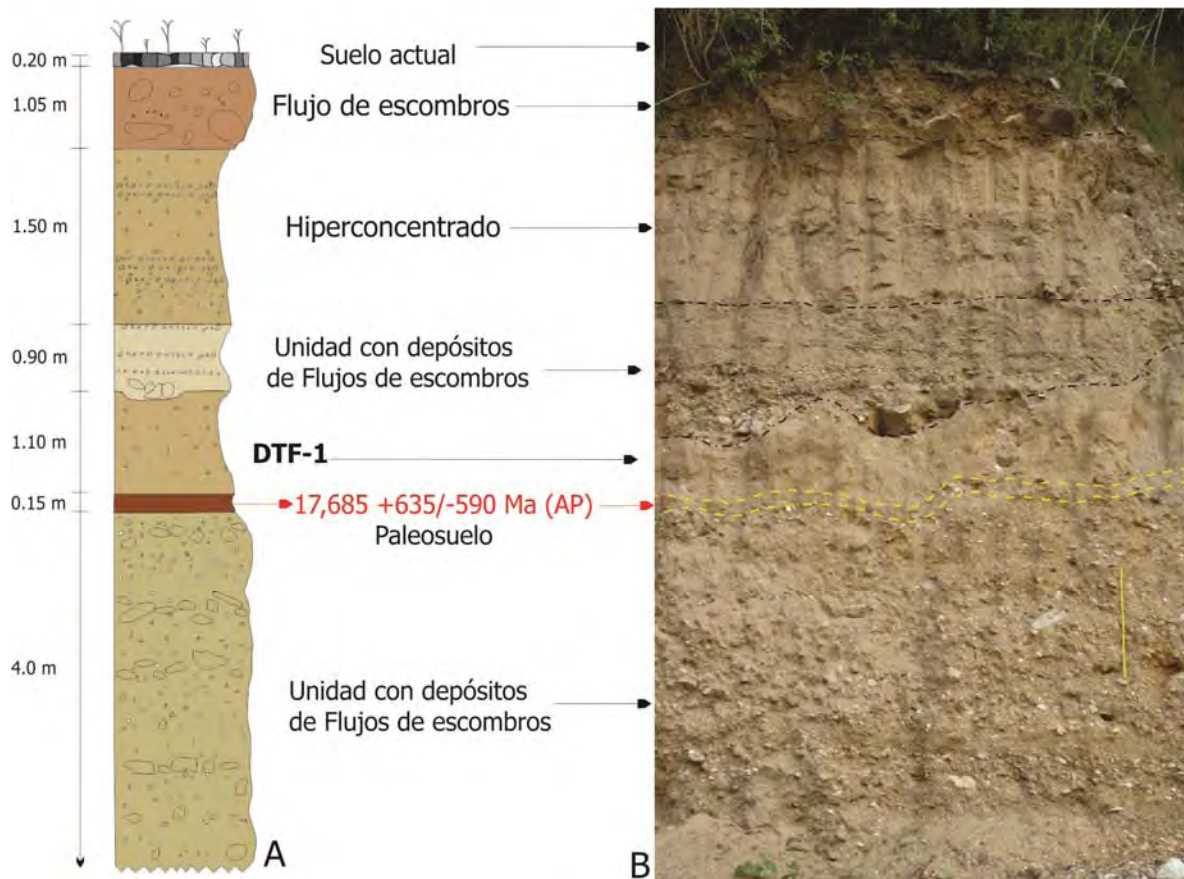 0.20 m
Suelo actual
1.05 m
Flujo de escombros
1.50 m
Hiperconcentrado
0.90 m
Unidad con depósitos
de Flujos de escombros
1.10 m
DTF-1
0.15 m
17,685 +635/-590 Ma (AP)
Paleosuelo
4.0 m
Unidad con depósitos
de Flujos de escombros
A
B